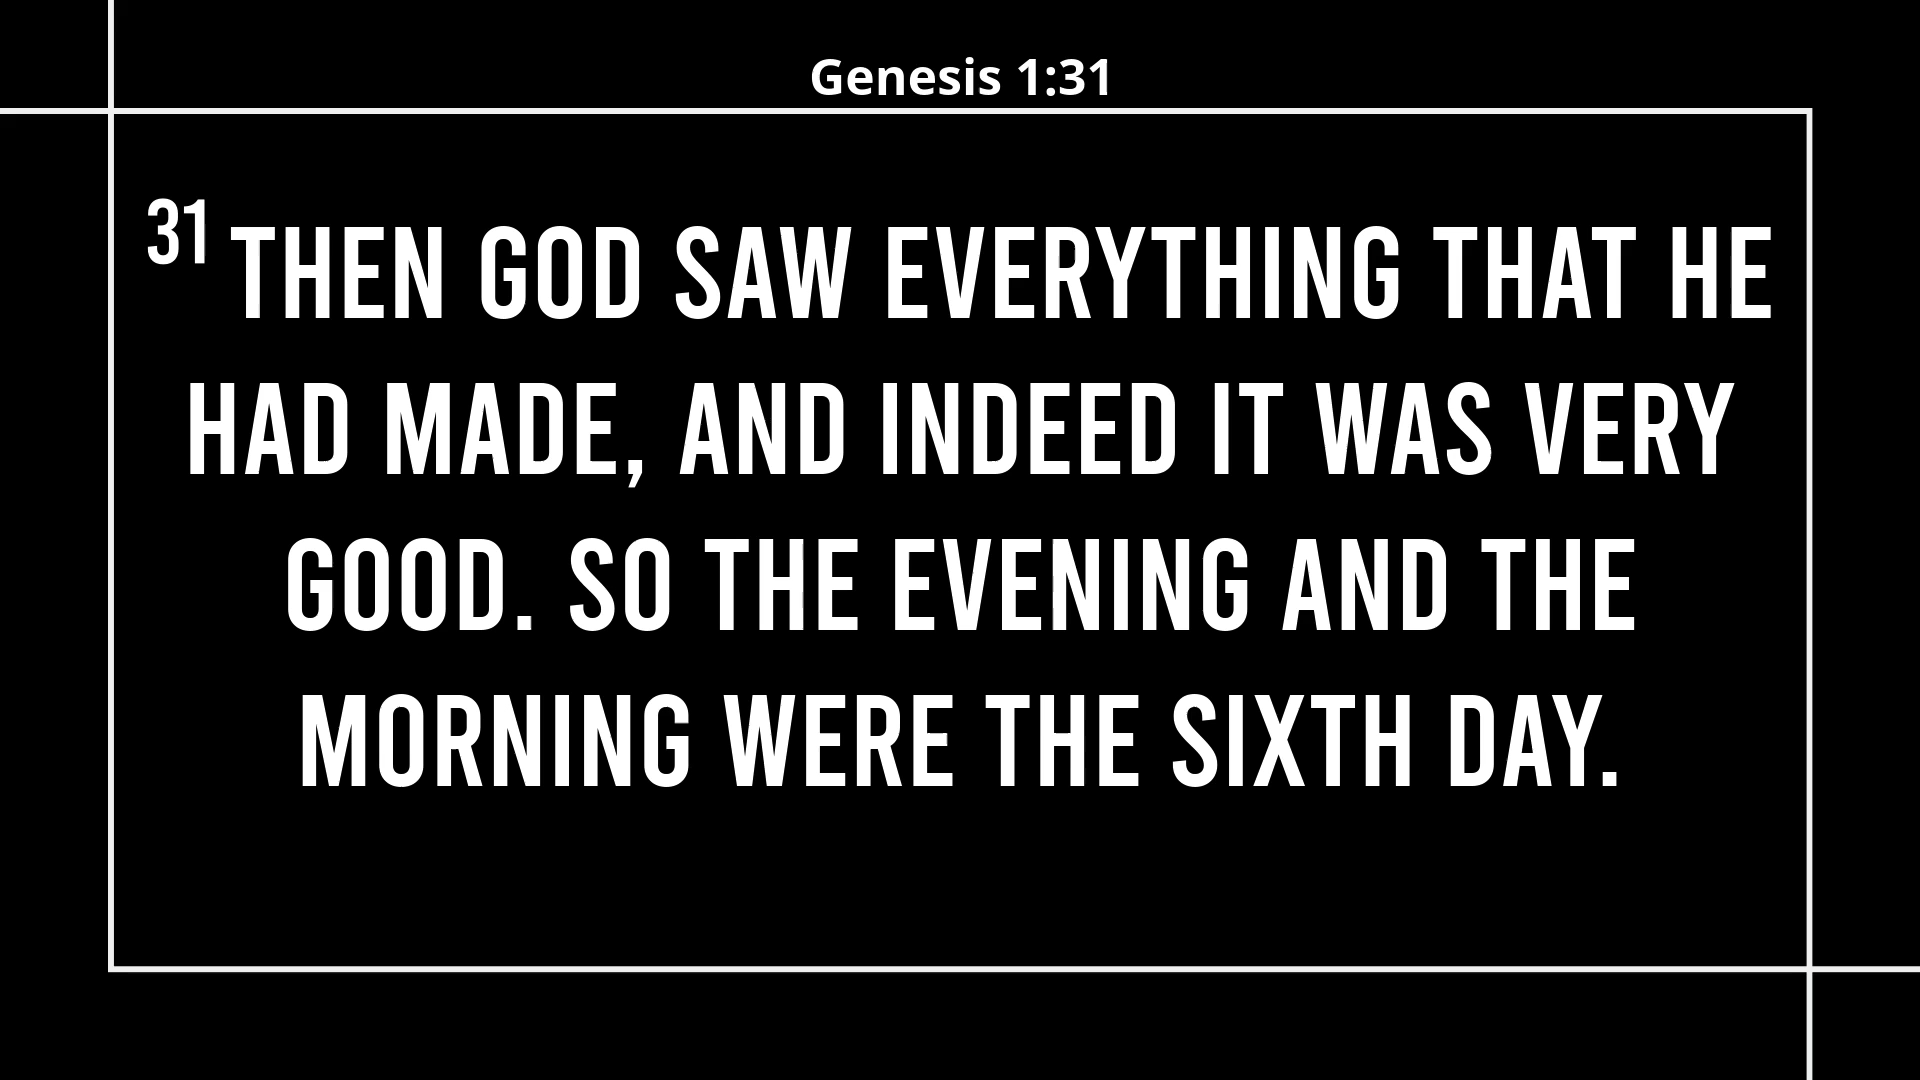 Genesis 1:31
31 THEN GOD SAW EVERYTHING THAT HE
HAD MADE, AND INDEED IT WAS VERY
GOOD. SO THE EVENING AND THE
MORNING WERE THE SIXTH DAY.